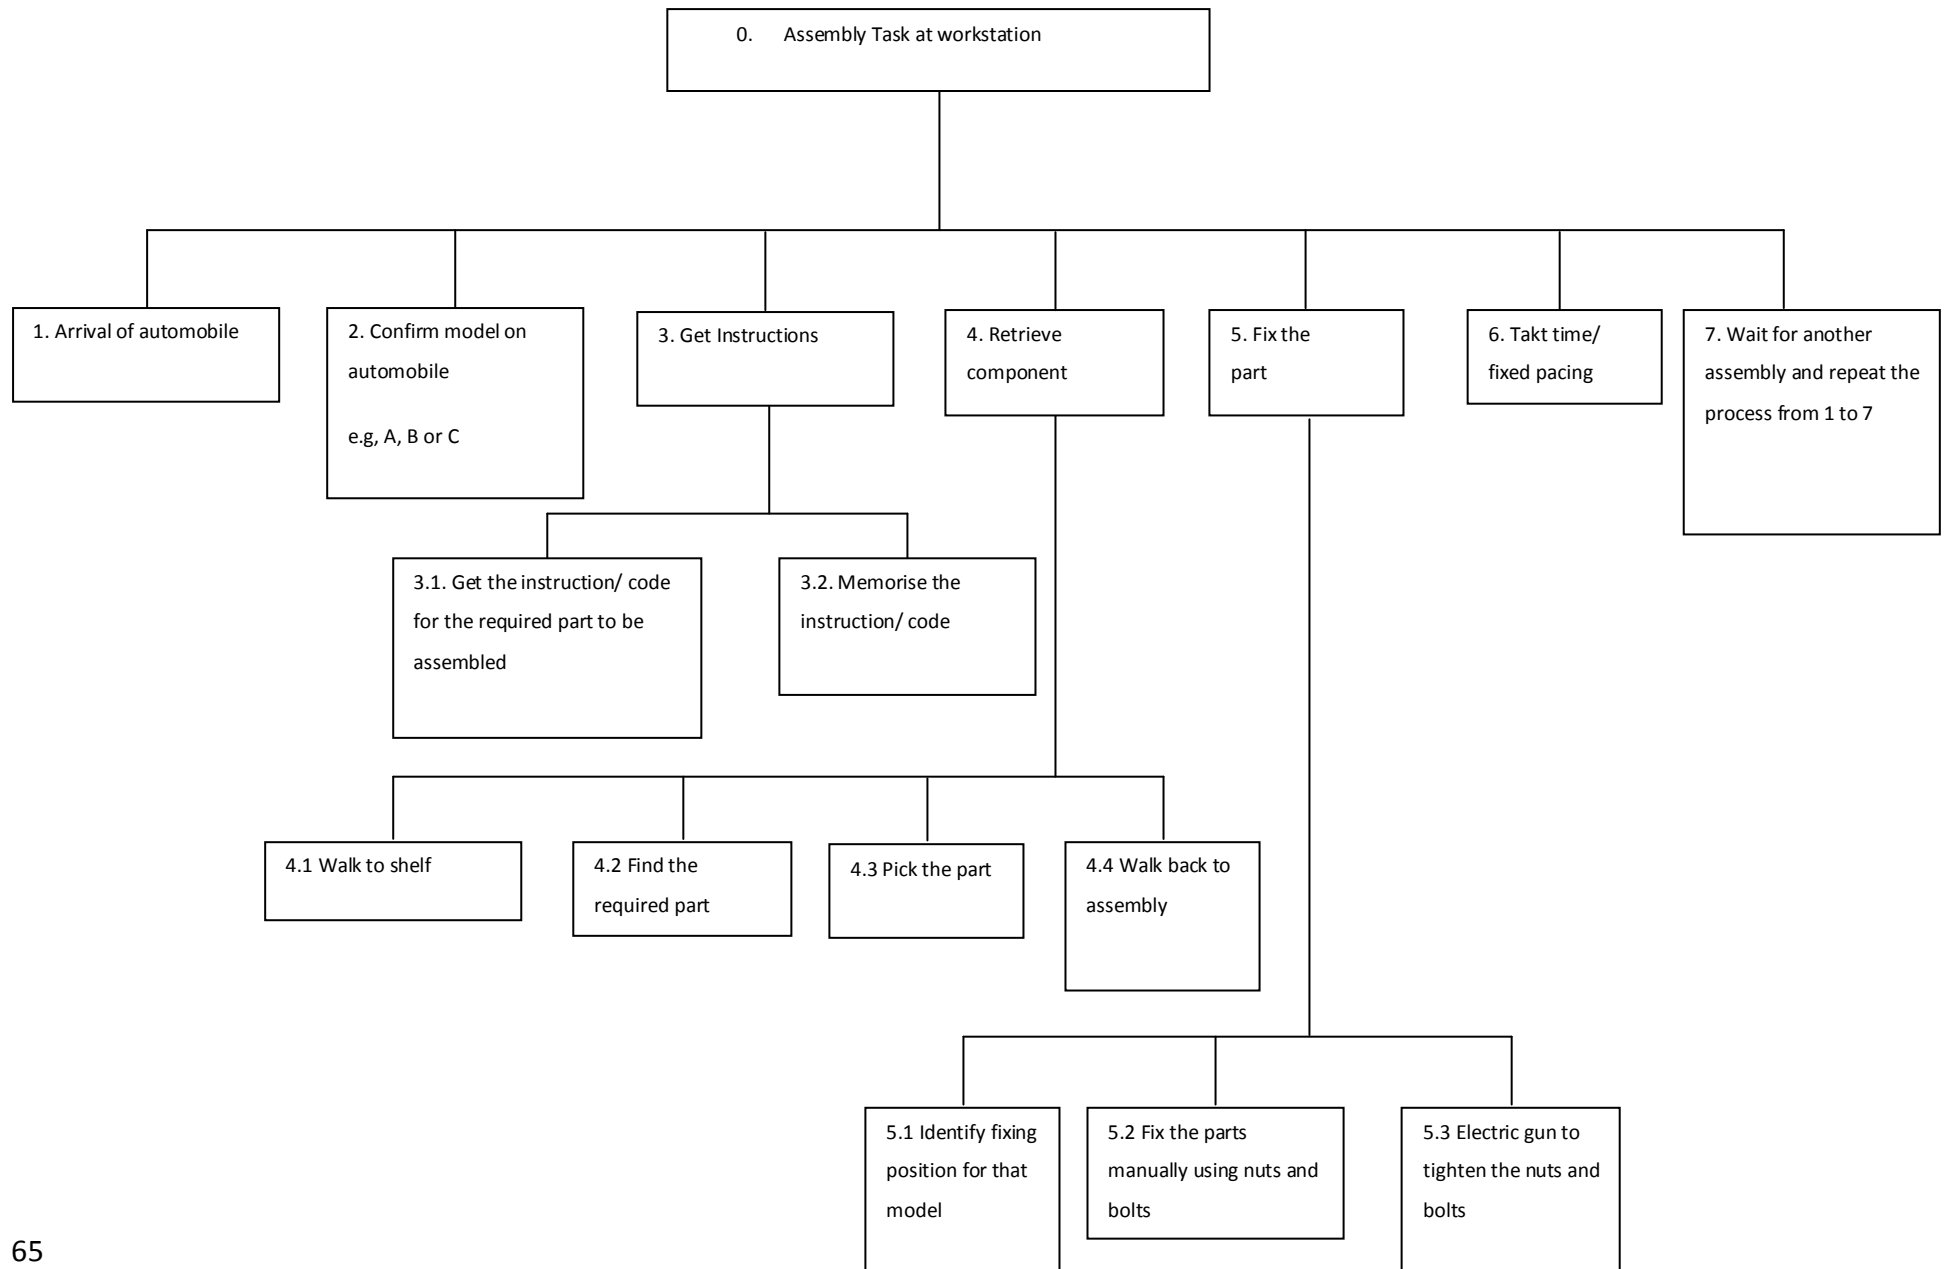 0. Assembly Task at workstation
1. Arrival of automobile
2. Confirm model on
automobile
e.g, A, B or C
3. Get Instructions
4. Retrieve
component
5. Fix the
part
6. Takt time/
fixed pacing
7. Wait for another
assembly and repeat the
process from 1 to 7
3.1. Get the instruction/ code
for the required part to be
assembled
3.2. Memorise the
instruction/ code
4.1 Walk to shelf
4.2 Find the
required part
4.3 Pick the part
4.4 Walk back to
assembly
5.1 Identify fixing
position for that
model
5.2 Fix the parts
manually using nuts and
bolts
5.3 Electric gun to
tighten the nuts and
bolts
65